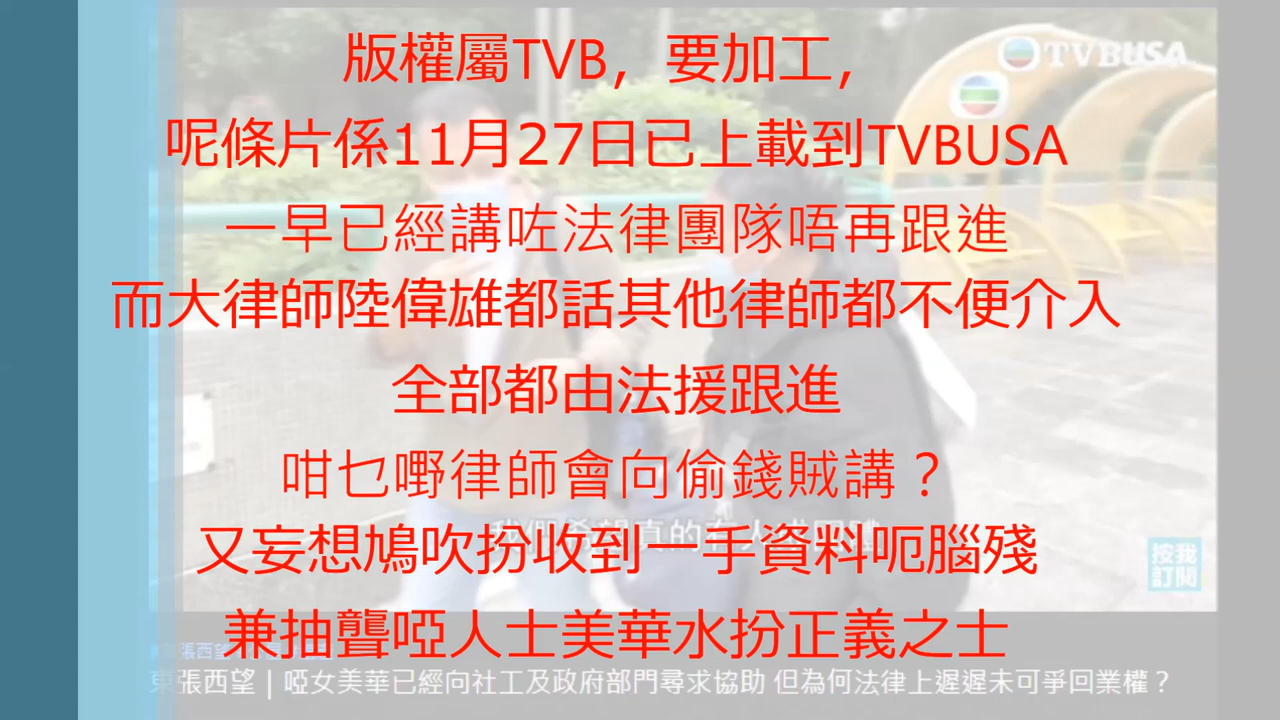 版權屬TVB，要加工，
TVBUSA
呢條片係11月27日已上載到TVBUSA
一早已經講咗法律團隊唔再跟進
而大律師陸偉雄都話其他律師都不便介入
全部都由法援跟進
咁乜嘢律師會向偷錢賊講？
又妄想鳩吹扮收到一手資料呃腦殘
按我
訂閱
兼抽聾啞人士美華水扮正義之士
東張西望｜啞女美華已經向社工及政府部門尋求協助 但為何法律上遲遲未可爭回業權？